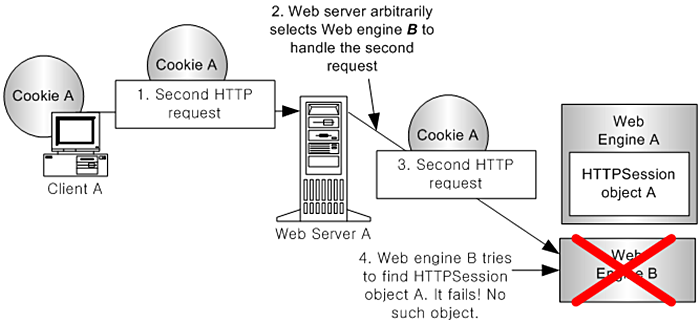 2. Web server arbitrarily
selects Web engine B to
handle the second
request
Cookie A
Cookie A
1. Second HTTP
request
Client A
Web Server A
Cookie A
3. Second HTTP
request
Web
Engine A
HTTPSession
object A
4. Web engine B tries
to find HTTPSession
object A. It fails! No
such object.
Web
Engine B